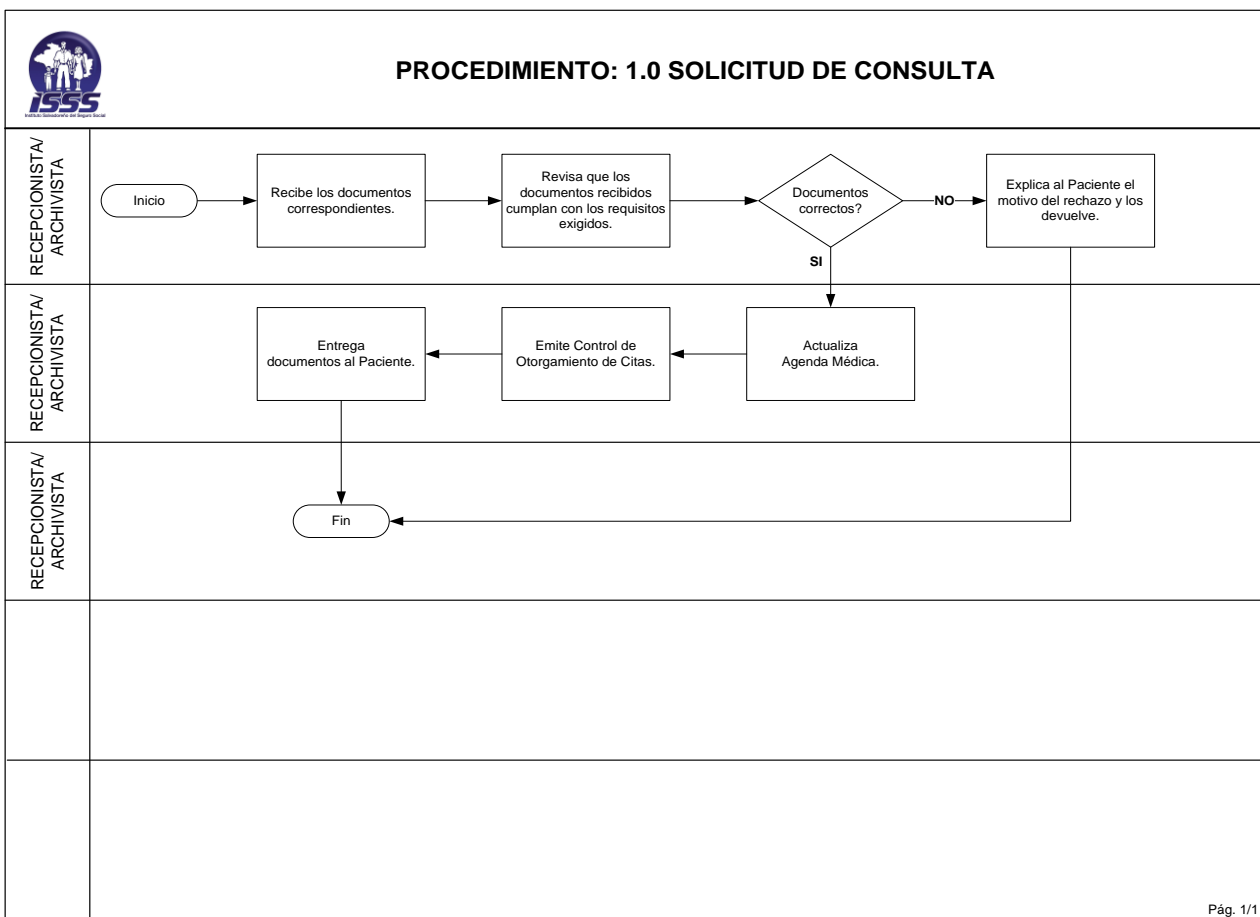 ISSS
Instituto Salvadoreño del Seguro Social
PROCEDIMIENTO: 1.0 SOLICITUD DE CONSULTA
RECEPCIONISTA/
ARCHIVISTA
Inicio
Recibe los documentos
correspondientes.
Revisa que los
documentos recibidos
cumplan con los requisitos
exigidos.
Documentos
correctos?
NO
Explica al Paciente el
motivo del rechazo y los
devuelve.
SI
RECEPCIONISTA/
ARCHIVISTA
Entrega
documentos al Paciente.
Emite Control de
Otorgamiento de Citas.
Actualiza
Agenda Médica.
RECEPCIONISTA/
ARCHIVISTA
Fin
Pág. 1/1